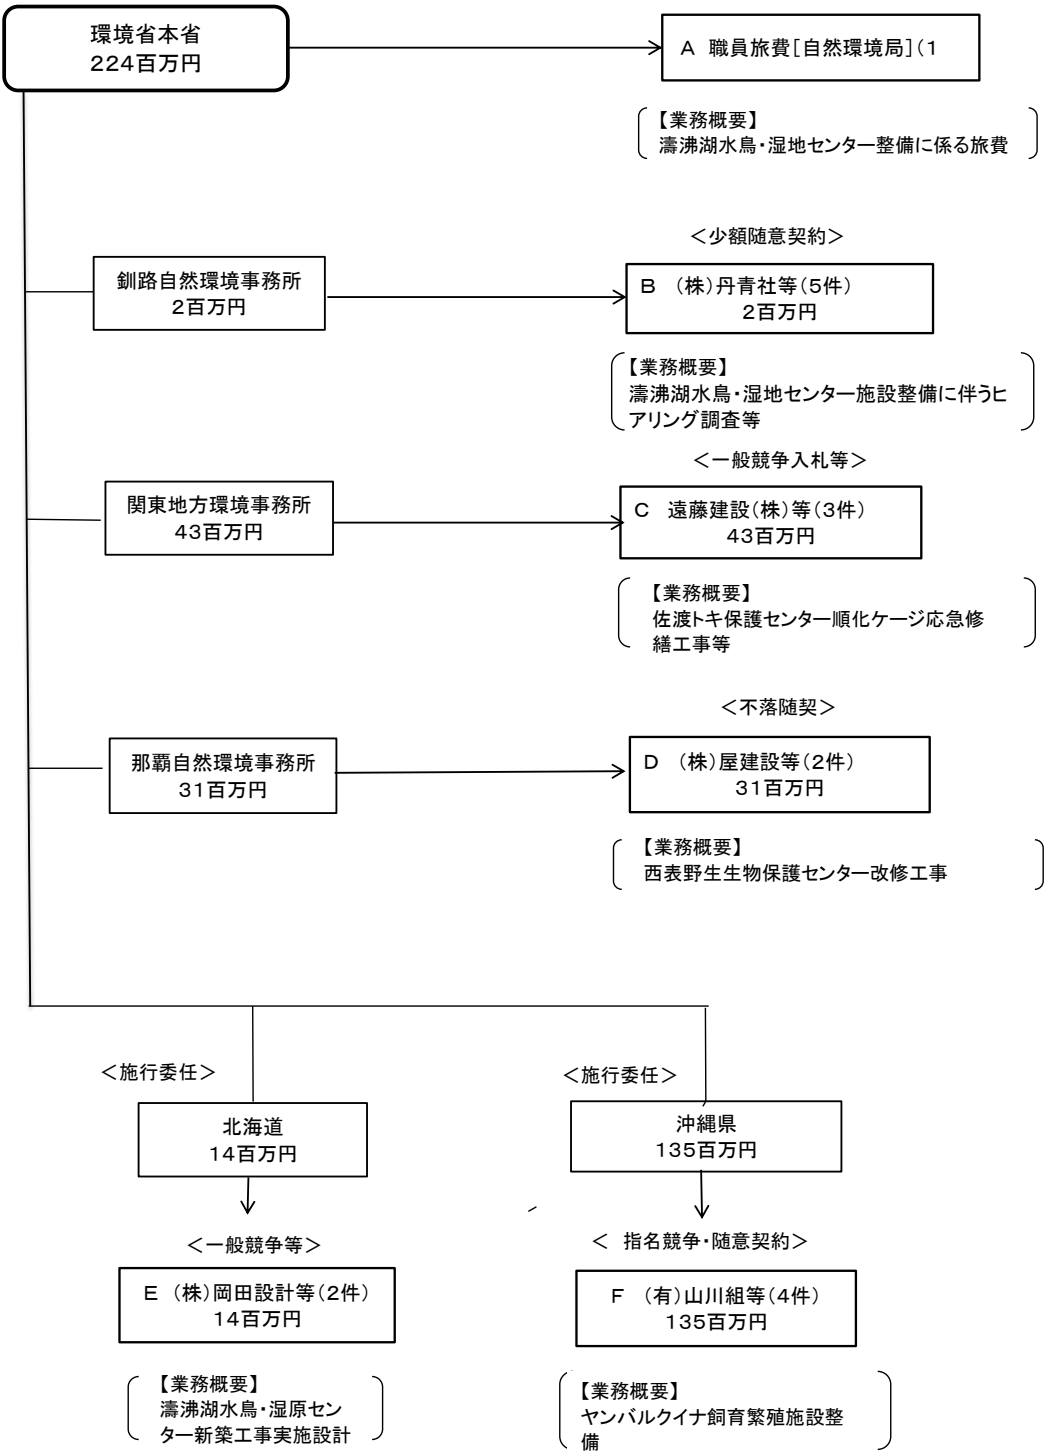 環境省本省
224百万円
A 職員旅費[自然環境局](1
【業務概要】
濤沸湖水鳥・湿地センター整備に係る旅費
＜少額随意契約＞
釧路自然環境事務所
2百万円
B (株)丹青社等(5件)
2百万円
【業務概要】
濤沸湖水鳥・湿地センター施設整備に伴うヒ
アリング調査等
＜一般競争入札等＞
関東地方環境事務所
43百万円
C 遠藤建設(株)等(3件)
43百万円
【業務概要】
佐渡トキ保護センター順化ケージ応急修
繕工事等
＜不落随契＞
那覇自然環境事務所
31百万円
D (株)屋建設等(2件)
31百万円
【業務概要】
西表野生生物保護センター改修工事
＜施行委任＞
北海道
14百万円
＜一般競争等＞
E (株)岡田設計等(2件)
14百万円
【業務概要】
濤沸湖水鳥・湿原セン
ター新築工事実施設計
＜施行委任＞
沖縄県
135百万円
＜ 指名競争・随意契約＞
F (有)山川組等(4件)
135百万円
【業務概要】
ヤンバルクイナ飼育繁殖施設整
備